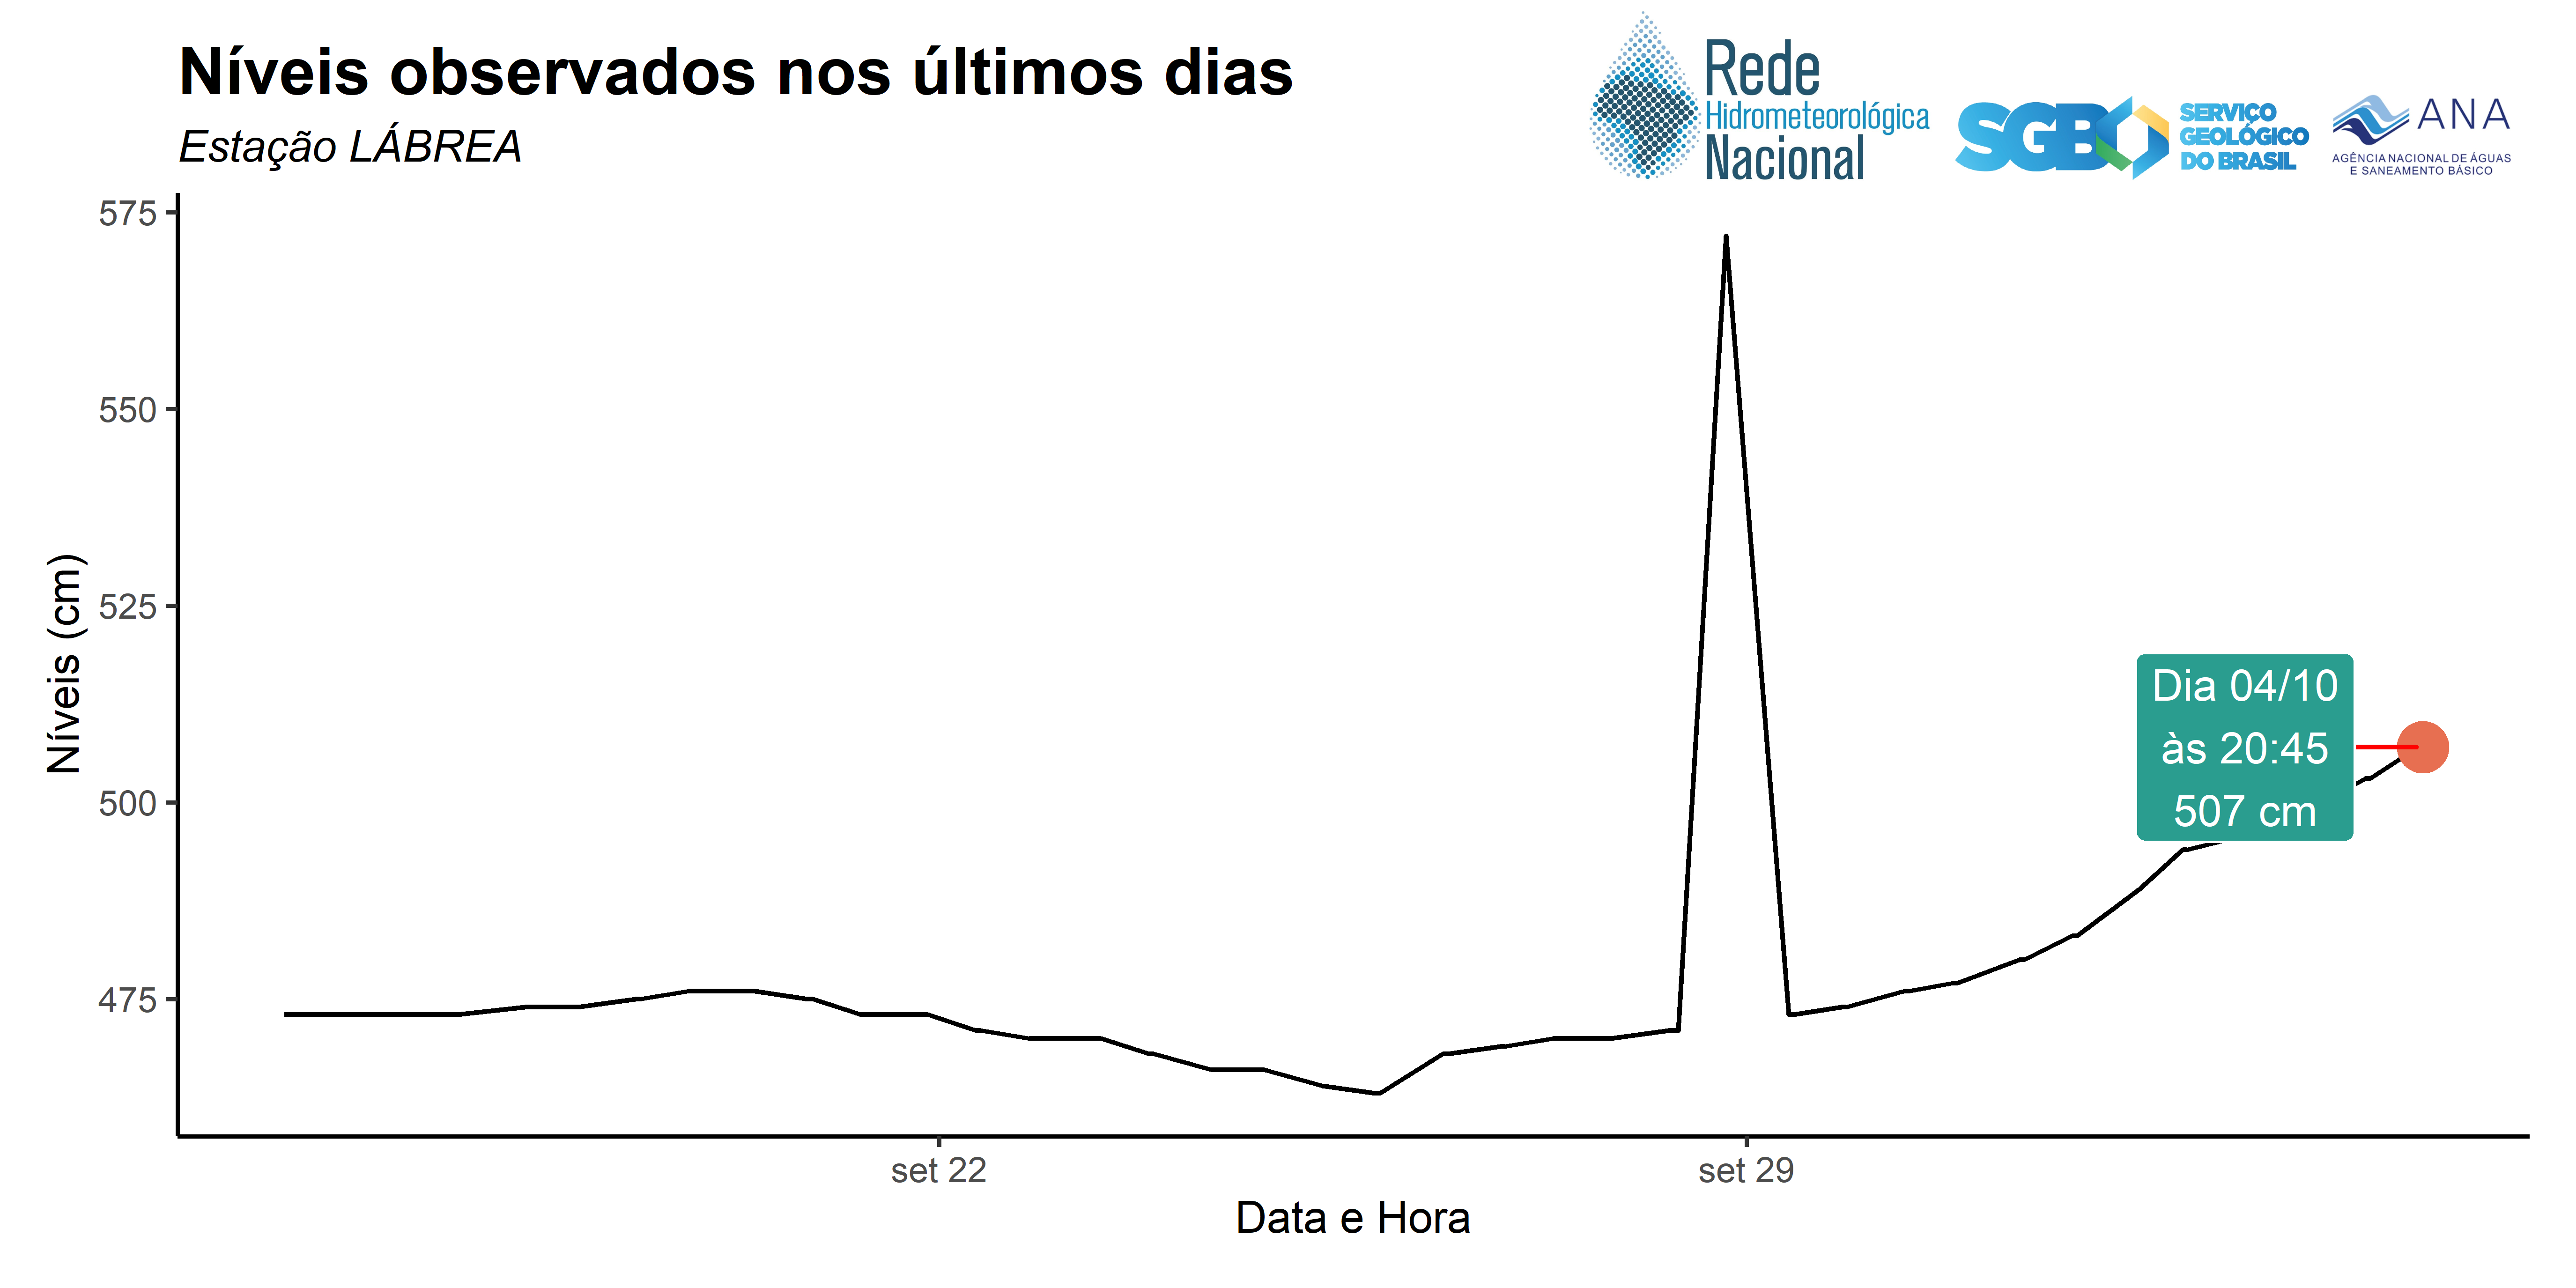 Níveis observados nos últimos dias
Estação LÁBREA
Rede
Hidrometeorológica
Nacional
SGB
SERVIÇO
GEOLÓGICO
DO BRASIL
ANA
AGÊNCIA NACIONAL DE ÁGUAS
E SANEAMENTO BÁSICO
575
550
525
500
475
Níveis (cm)
Dia 04/10
às 20:45
507 cm
set 22
set 29
Data e Hora